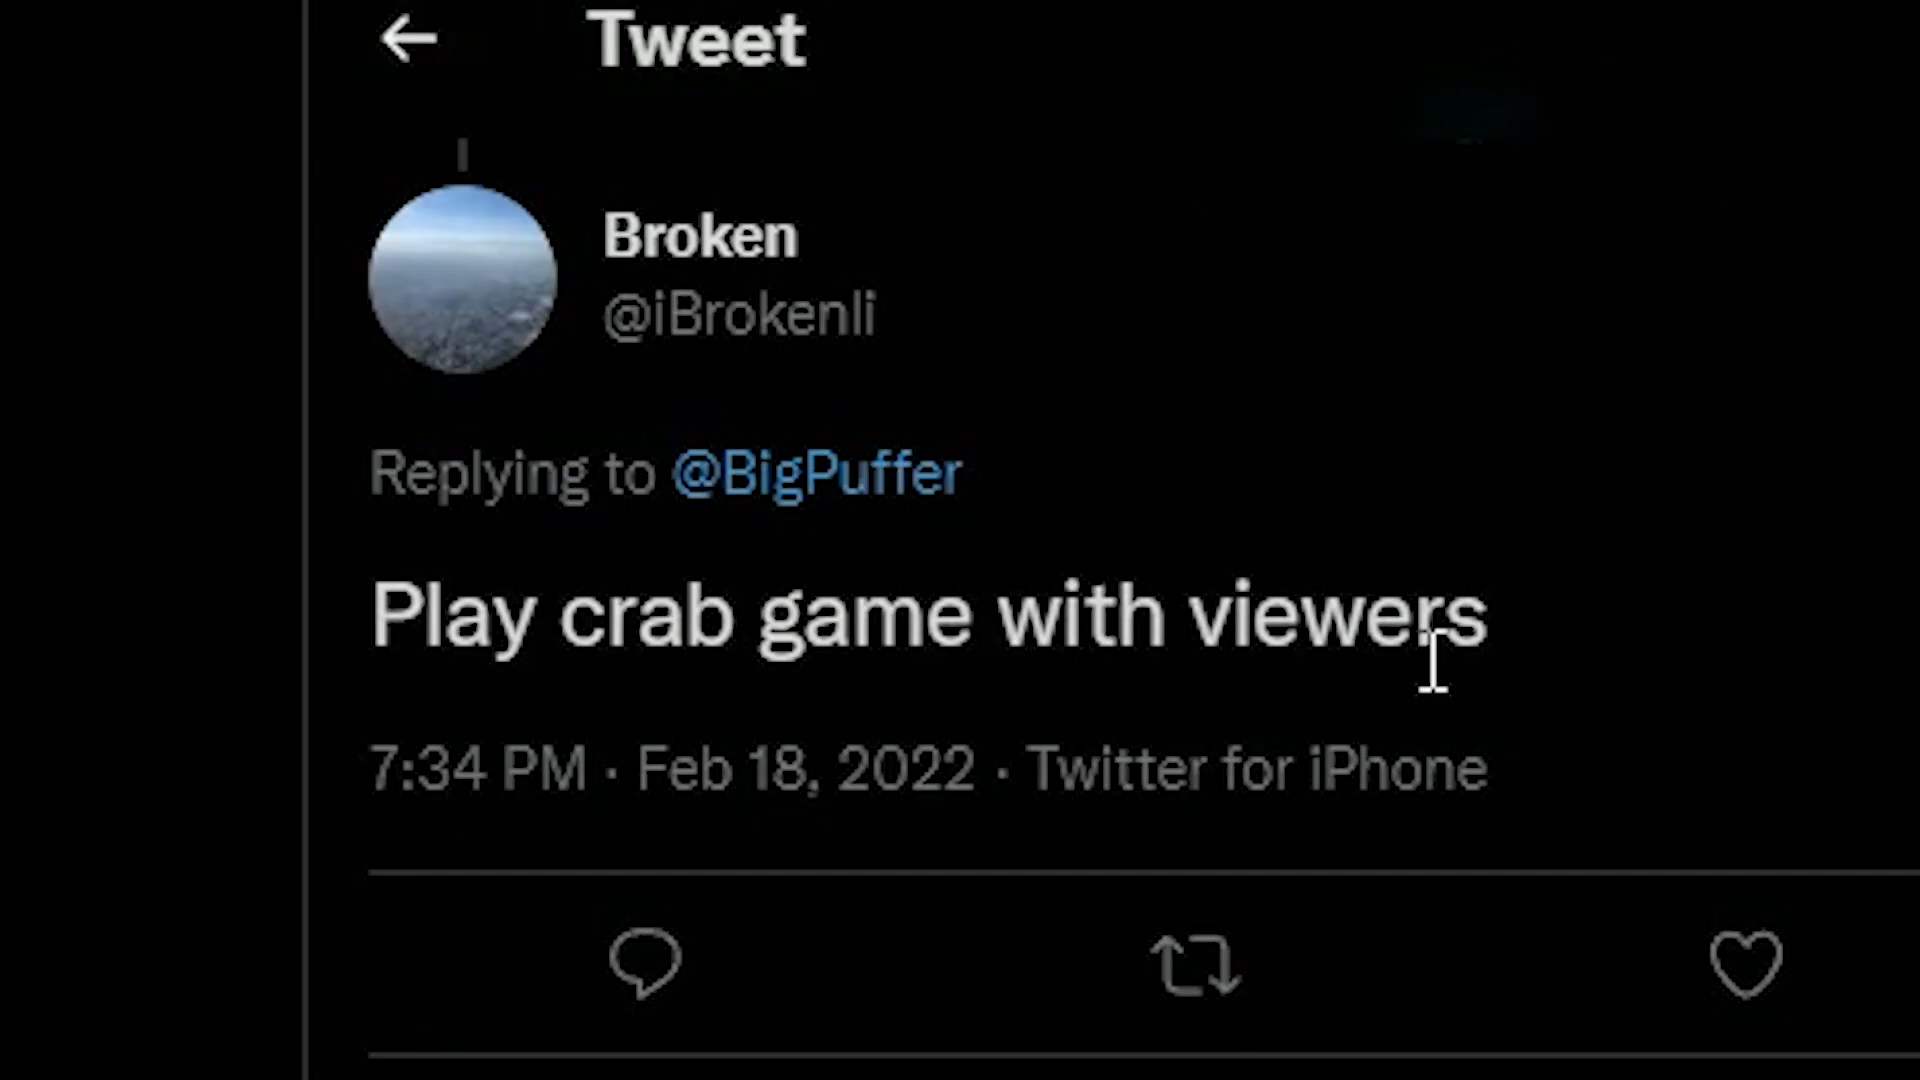 Tweet
Broken
@iBrokenli
Replying to @BigPuffer
Play crab game with viewers
7:34 PM · Feb 18, 2022 · Twitter for iPhone